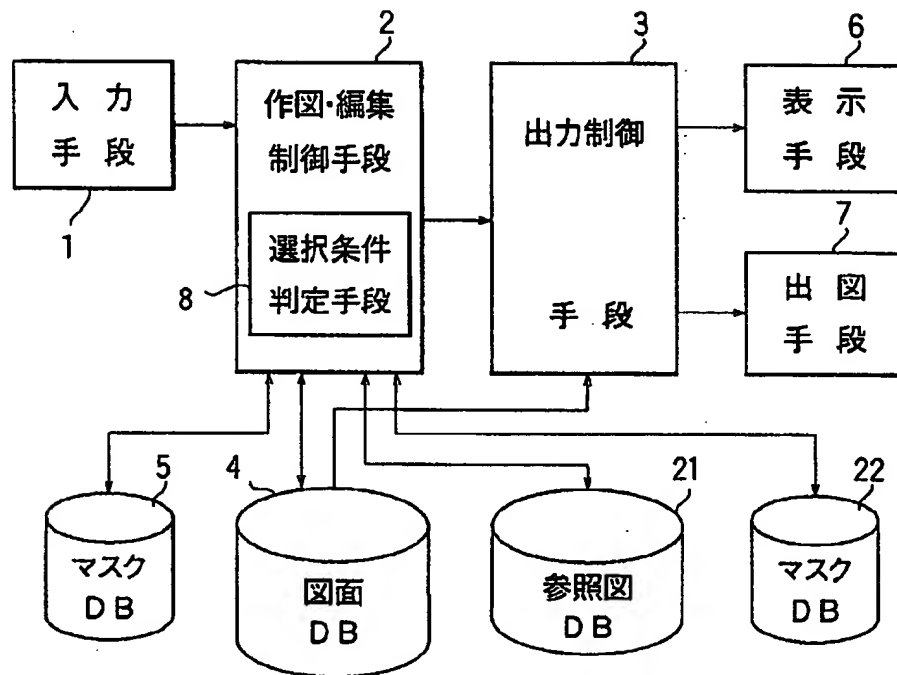 2
3
6
入力
手段
1
作図・編集
制御手段
選択条件
判定手段
8
出力制御
手段
表示
手段
7
出図
手段
5
マスク
DB
4
図面
DB
21
参照図
DB
22
マスク
DB